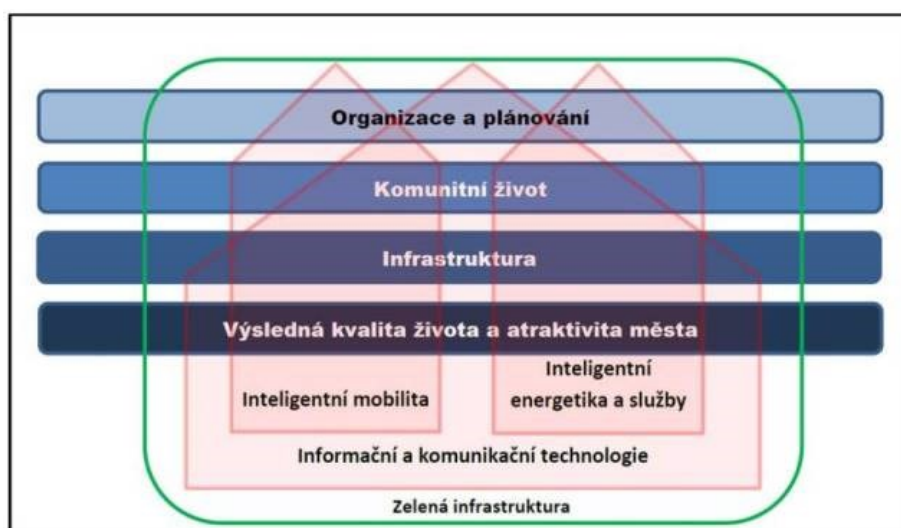 Organizace a plánování
Komunitní život
Infrastruktura
Výsledná kvalita života a atraktivita města
Inteligentní mobilita
Inteligentní
energetika a služby
Informační a komunikační technologie
Zelená infrastruktura